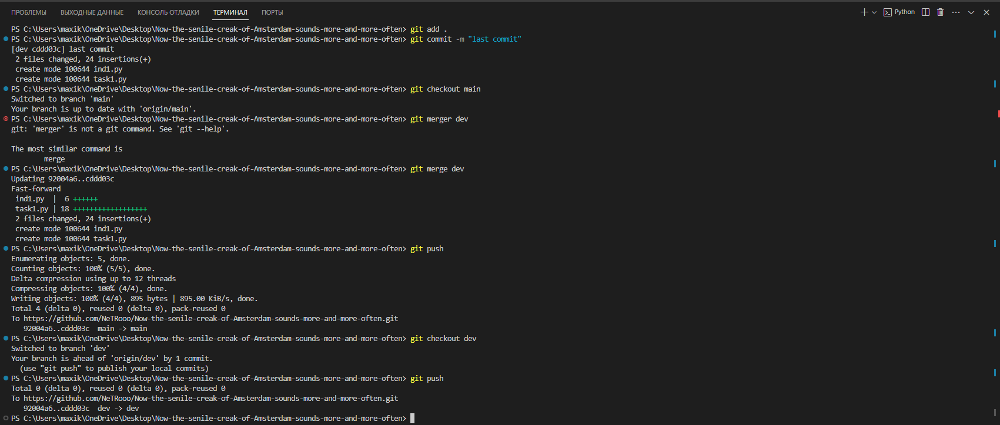 ПРОБЛЕМЫ ВЫХОДНЫЕ ДАННЫЕ КОНСОЛЬ ОТЛАДКИ ТЕРМИНАЛ ПОРТЫ Python
PS C:\Users\maxik\OneDrive\Desktop\Now-the-senile-creak-of-Amsterdam-sounds-more-and-more-often> git add .
PS C:\Users\maxik\OneDrive\Desktop\Now-the-senile-creak-of-Amsterdam-sounds-more-and-more-often> git commit -m "last commit"
[dev cddd03c] last commit
 2 files changed, 24 insertions(+)
 create mode 100644 ind1.py
 create mode 100644 task1.py
PS C:\Users\maxik\OneDrive\Desktop\Now-the-senile-creak-of-Amsterdam-sounds-more-and-more-often> git checkout main
Switched to branch 'main'
Your branch is up to date with 'origin/main'.
PS C:\Users\maxik\OneDrive\Desktop\Now-the-senile-creak-of-Amsterdam-sounds-more-and-more-often> git merger dev
git: 'merger' is not a git command. See 'git --help'.

The most similar command is
        merge
PS C:\Users\maxik\OneDrive\Desktop\Now-the-senile-creak-of-Amsterdam-sounds-more-and-more-often> git merge dev
Updating 92004a6..cddd03c
Fast-forward
 ind1.py  |  6 ++++++
 task1.py | 18 ++++++++++++++++++
 2 files changed, 24 insertions(+)
 create mode 100644 ind1.py
 create mode 100644 task1.py
PS C:\Users\maxik\OneDrive\Desktop\Now-the-senile-creak-of-Amsterdam-sounds-more-and-more-often> git push
Enumerating objects: 5, done.
Counting objects: 100% (5/5), done.
Delta compression using up to 12 threads
Compressing objects: 100% (4/4), done.
Writing objects: 100% (4/4), 895 bytes | 895.00 KiB/s, done.
Total 4 (delta 0), reused 0 (delta 0), pack-reused 0
To https://github.com/NeTRooo/Now-the-senile-creak-of-Amsterdam-sounds-more-and-more-often.git
   92004a6..cddd03c  main -> main
PS C:\Users\maxik\OneDrive\Desktop\Now-the-senile-creak-of-Amsterdam-sounds-more-and-more-often> git checkout dev
Switched to branch 'dev'
Your branch is ahead of 'origin/dev' by 1 commit.
  (use "git push" to publish your local commits)
PS C:\Users\maxik\OneDrive\Desktop\Now-the-senile-creak-of-Amsterdam-sounds-more-and-more-often> git push
Total 0 (delta 0), reused 0 (delta 0), pack-reused 0
To https://github.com/NeTRooo/Now-the-senile-creak-of-Amsterdam-sounds-more-and-more-often.git
   92004a6..cddd03c  dev -> dev
PS C:\Users\maxik\OneDrive\Desktop\Now-the-senile-creak-of-Amsterdam-sounds-more-and-more-often>